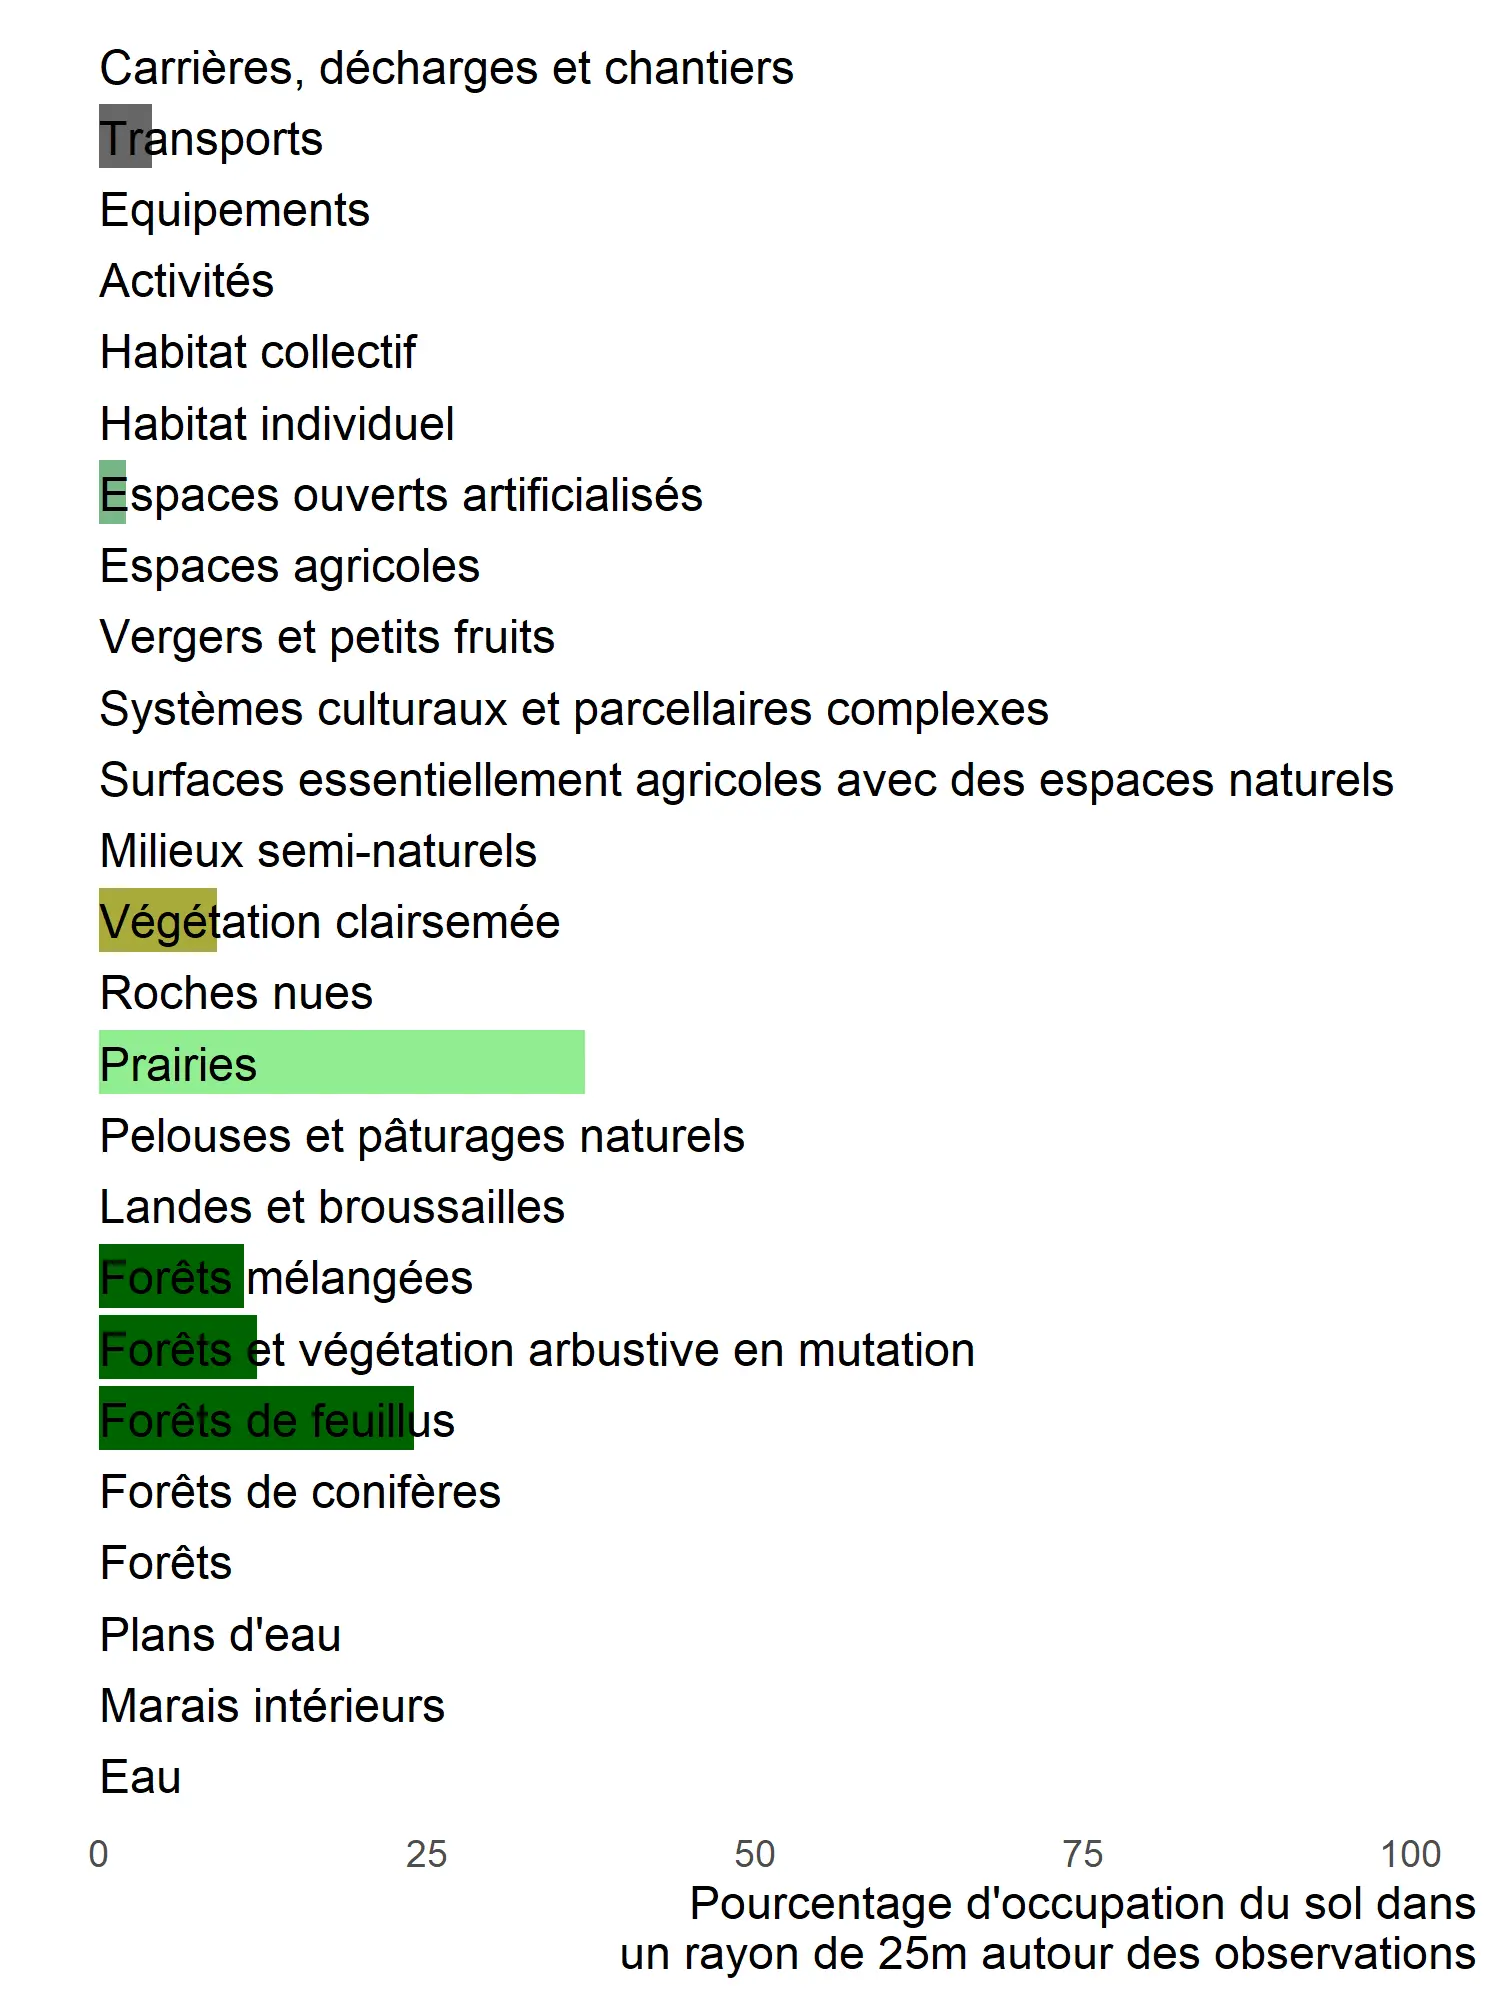 Carrières, décharges et chantiers
Transports
Equipements
Activités
Habitat collectif
Habitat individuel
Espaces ouverts artificialisés
Espaces agricoles
Vergers et petits fruits
Systèmes culturaux et parcellaires complexes
Surfaces essentiellement agricoles avec des espaces naturels
Milieux semi-naturels
Végétation clairsemée
Roches nues
Prairies
Pelouses et pâturages naturels
Landes et broussailles
Forêts mélangées
Forêts et végétation arbustive en mutation
Forêts de feuillus
Forêts de conifères
Forêts
Plans d'eau
Marais intérieurs
Eau
0 25 50 75 100
Pourcentage d'occupation du sol dans
un rayon de 25m autour des observations